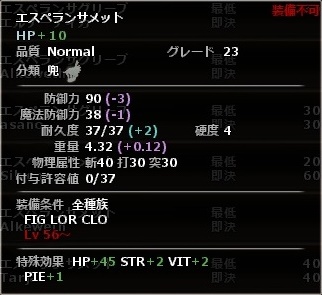 エスペランサメット
装備不可
HP+10
品質 Normal グレード 23
分類 兜
防御力 90 (-3)
魔法防御力 38 (-1)
耐久度 37/37 (+2) 硬度 4
重量 4.32 (+0.12)
物理属性 斬40 打30 突30
付与許容値 0/37
装備条件 全種族
FIG LOR CLO
Lv 56～
特殊効果 HP+45 STR+2 VIT+2
PIE+1